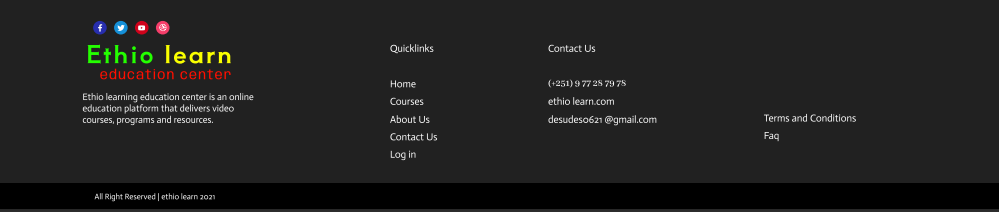 Ethio learn
education center
Ethio learning education center is an online
education platform that delivers video
courses, programs and resources.
Quicklinks
Home
Courses
About Us
Contact Us
Log in
Contact Us
(+251) 9 77 28 79 78
ethio learn.com
desudes0621 @gmail.com
Terms and Conditions
Faq
All Right Reserved | ethio learn 2021